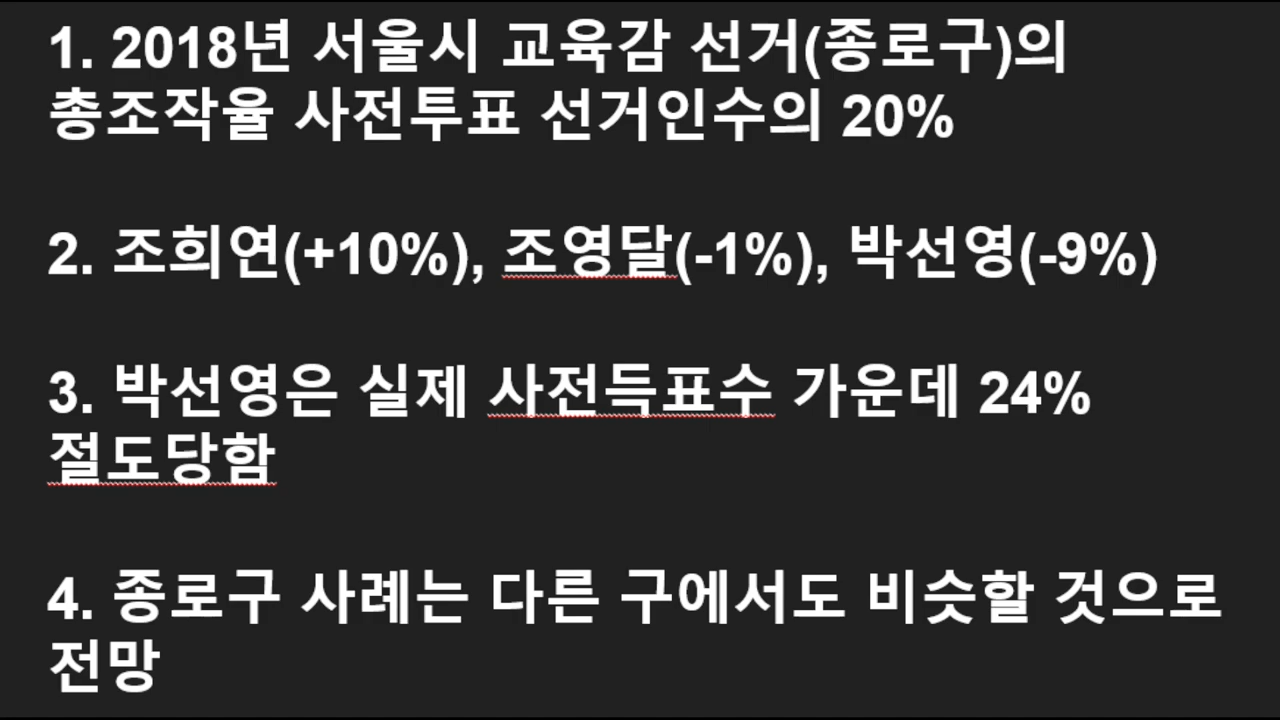 1. 2018년 서울시 교육감 선거(종로구)의
총조작율 사전투표 선거인수의 20%
2. 조희연(+10%), 조영달(-1%), 박선영(-9%)
3. 박선영은 실제 사전득표수 가운데 24%
절도당함
4. 종로구 사례는 다른 구에서도 비슷할 것으로
전망